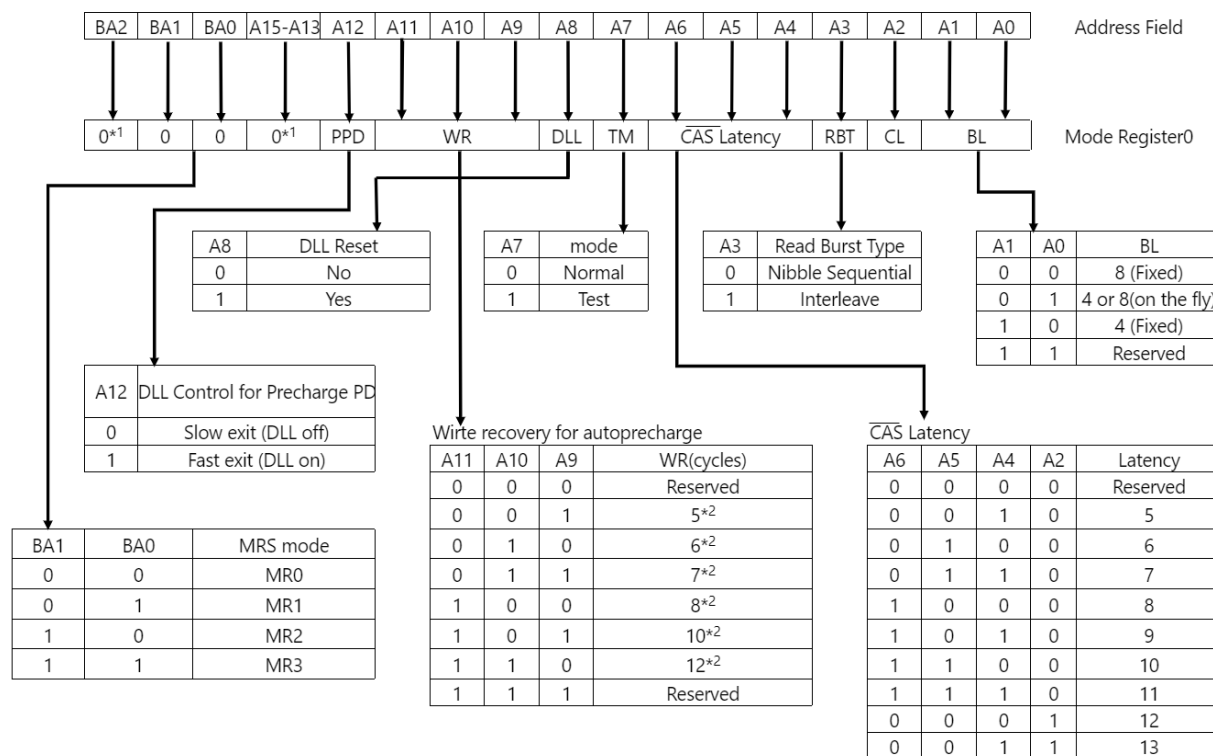 BA2 BA1 BA0 A15-A13 A12 A11 A10 A9 A8 A7 A6 A5 A4 A3 A2 A1 A0 Address Field
0*1 0 0 0*1 PPD WR DLL TM CAS Latency RBT CL BL Mode Register0
A8 DLL Reset
0 No
1 Yes
A7 mode
0 Normal
1 Test
A3 Read Burst Type
0 Nibble Sequential
1 Interleave
A1 A0 BL
0 0 8 (Fixed)
0 1 4 or 8(on the fly)
1 0 4 (Fixed)
1 1 Reserved
A12 DLL Control for Precharge PD
0 Slow exit (DLL off)
1 Fast exit (DLL on)
Wirte recovery for autoprecharge
A11 A10 A9 WR(cycles)
0 0 0 Reserved
0 0 1 5*2
0 1 0 6*2
0 1 1 7*2
1 0 0 8*2
1 0 1 10*2
1 1 0 12*2
1 1 1 Reserved
CAS Latency
A6 A5 A4 A2 Latency
0 0 0 0 Reserved
0 0 1 0 5
0 1 0 0 6
0 1 1 0 7
1 0 0 0 8
1 0 1 0 9
1 1 0 0 10
1 1 1 0 11
0 0 0 1 12
0 0 1 1 13
BA1 BA0 MRS mode
0 0 MR0
0 1 MR1
1 0 MR2
1 1 MR3